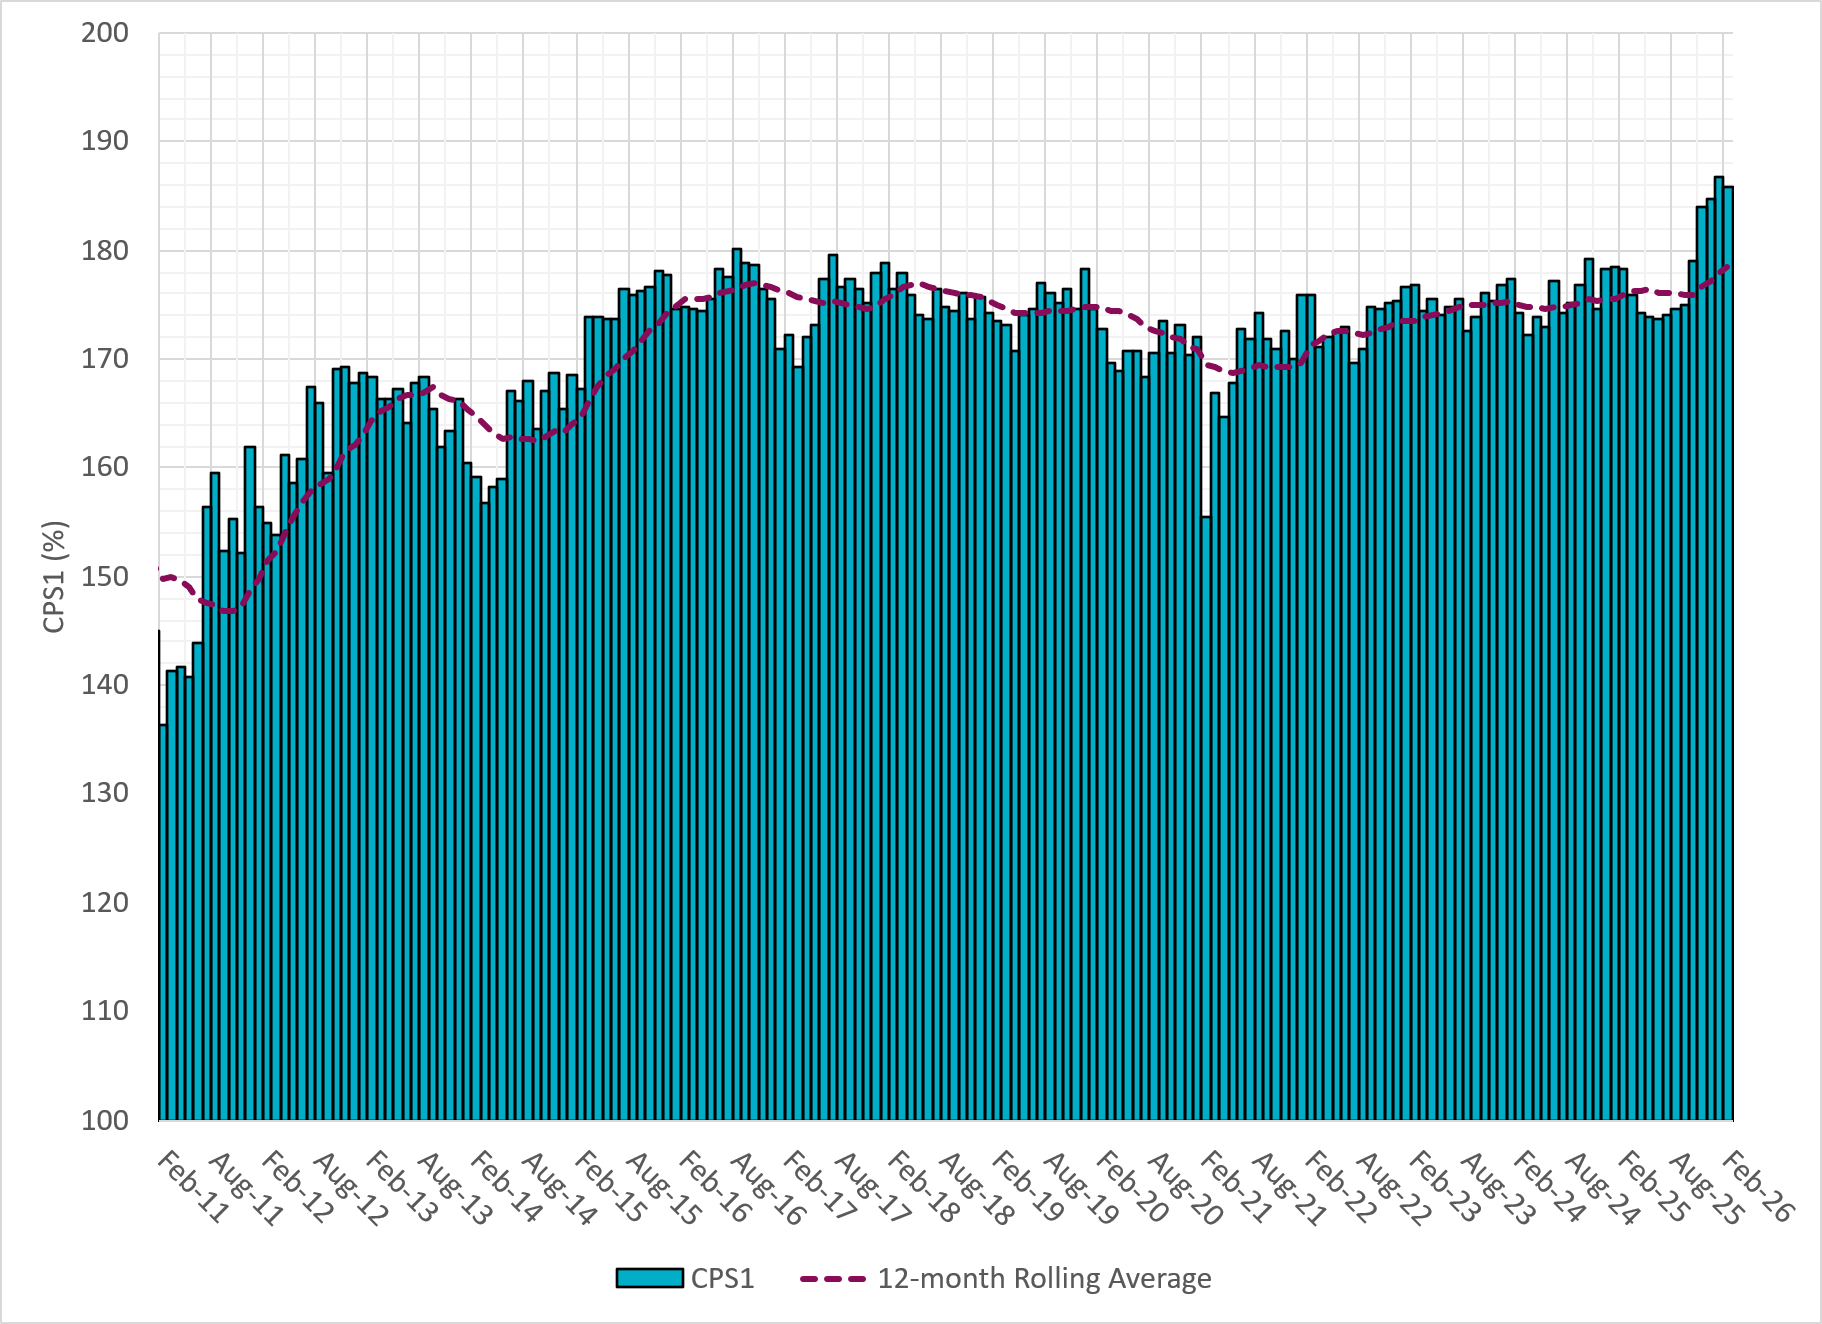 200
190
180
170
160
150
140
130
120
110
100
CPS1 (%)
Feb-11
Aug-11
Feb-12
Aug-12
Feb-13
Aug-13
Feb-14
Aug-14
Feb-15
Aug-15
Feb-16
Aug-16
Feb-17
Aug-17
Feb-18
Aug-18
Feb-19
Aug-19
Feb-20
Aug-20
Feb-21
Aug-21
Feb-22
Aug-22
Feb-23
Aug-23
Feb-24
Aug-24
Feb-25
Aug-25
Feb-26
CPS1
12-month Rolling Average